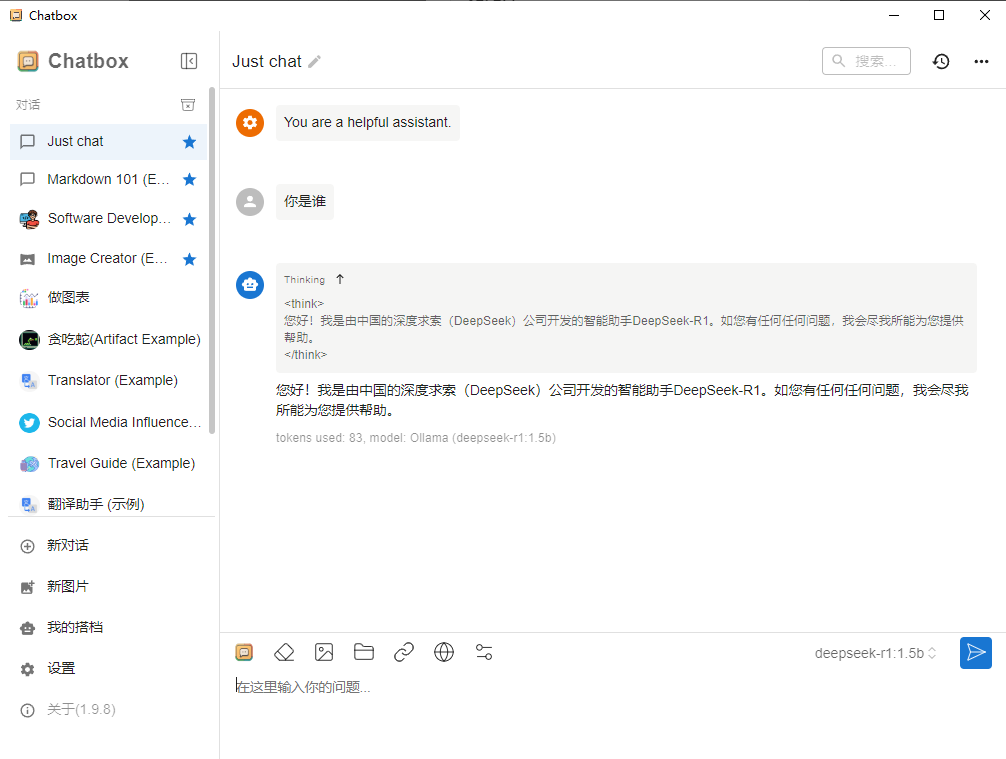 Chatbox
Chatbox
对话
Just chat
Markdown 101 (E...
Software Develop...
Image Creator (E...
做图表
贪吃蛇(Artifact Example)
Translator (Example)
Social Media Influence...
Travel Guide (Example)
翻译助手 (示例)
新对话
新图片
我的搭档
设置
关于(1.9.8)
Just chat
搜索...
You are a helpful assistant.
你是谁
Thinking
<think>
您好！我是由中国的深度求索（DeepSeek）公司开发的智能助手DeepSeek-R1。如您有任何任何问题，我会尽我所能为您提供
帮助。
</think>
您好！我是由中国的深度求索（DeepSeek）公司开发的智能助手DeepSeek-R1。如您有任何任何问题，我会尽我
所能为您提供帮助。
tokens used: 83, model: Ollama (deepseek-r1:1.5b)
deepseek-r1:1.5b
在这里输入你的问题...